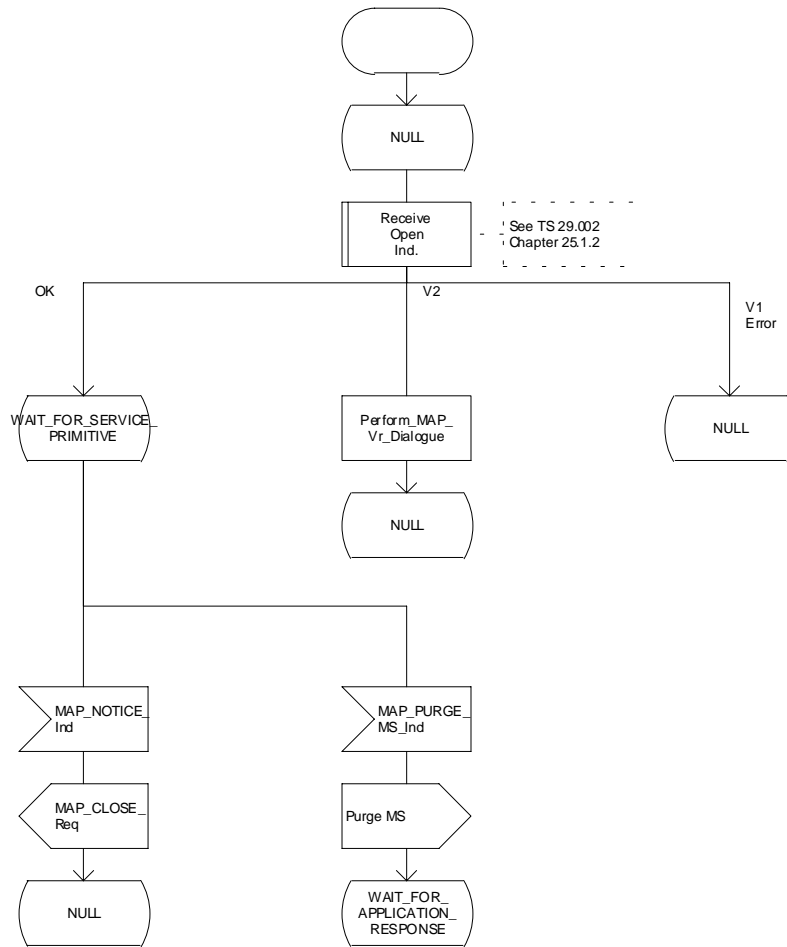 NULL
Receive
Open
Ind.
See TS 29.002
Chapter 25.1.2
OK
V2
V1
Error
WAIT_FOR_SERVICE_
PRIMITIVE
Perform_MAP_
Vr_Dialogue
NULL
NULL
MAP_NOTICE_
Ind
MAP_PURGE_
MS_Ind
MAP_CLOSE_
Req
Purge MS
NULL
WAIT_FOR_
APPLICATION_
RESPONSE